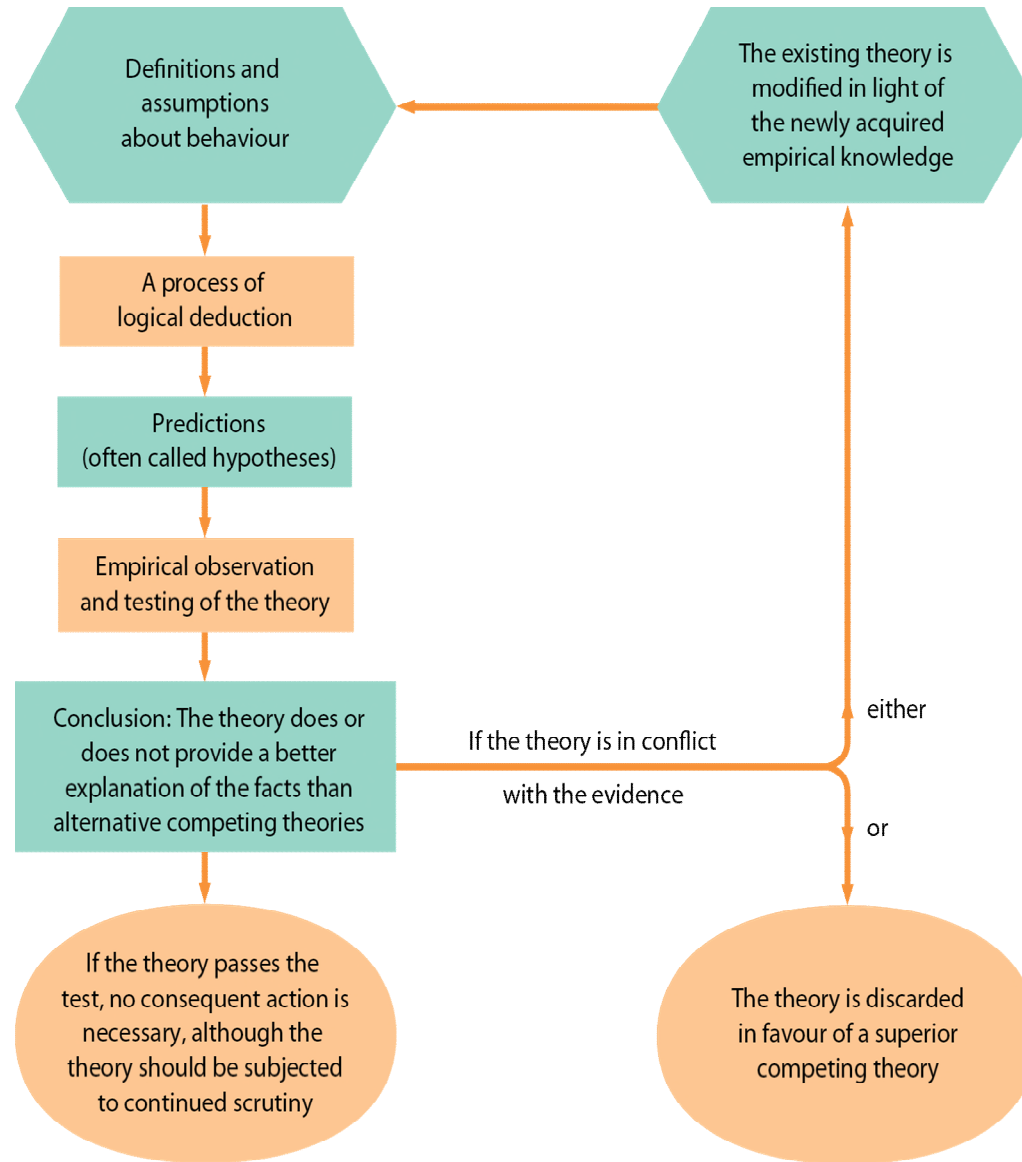 Definitions and
assumptions
about behaviour
The existing theory is
modified in light of
the newly acquired
empirical knowledge
A process of
logical deduction
Predictions
(often called hypotheses)
Empirical observation
and testing of the theory
Conclusion: The theory does or
does not provide a better
explanation of the facts than
alternative competing theories
If the theory is in conflict
with the evidence
either
or
If the theory passes the
test, no consequent action is
necessary, although the
theory should be subjected
to continued scrutiny
The theory is discarded
in favour of a superior
competing theory